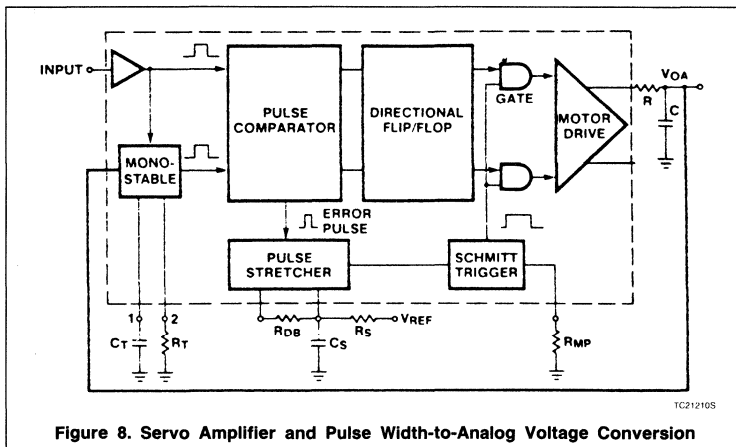 INPUT
PULSE
COMPARATOR
DIRECTIONAL
FLIP/FLOP
GATE
MOTOR
DRIVE
VOA
R
C
MONO-
STABLE
ERROR
PULSE
PULSE
STRETCHER
SCHMITT
TRIGGER
1
2
CT
RT
RDB
RS
VREF
CS
RMP
TC21210S
Figure 8. Servo Amplifier and Pulse Width-to-Analog Voltage Conversion